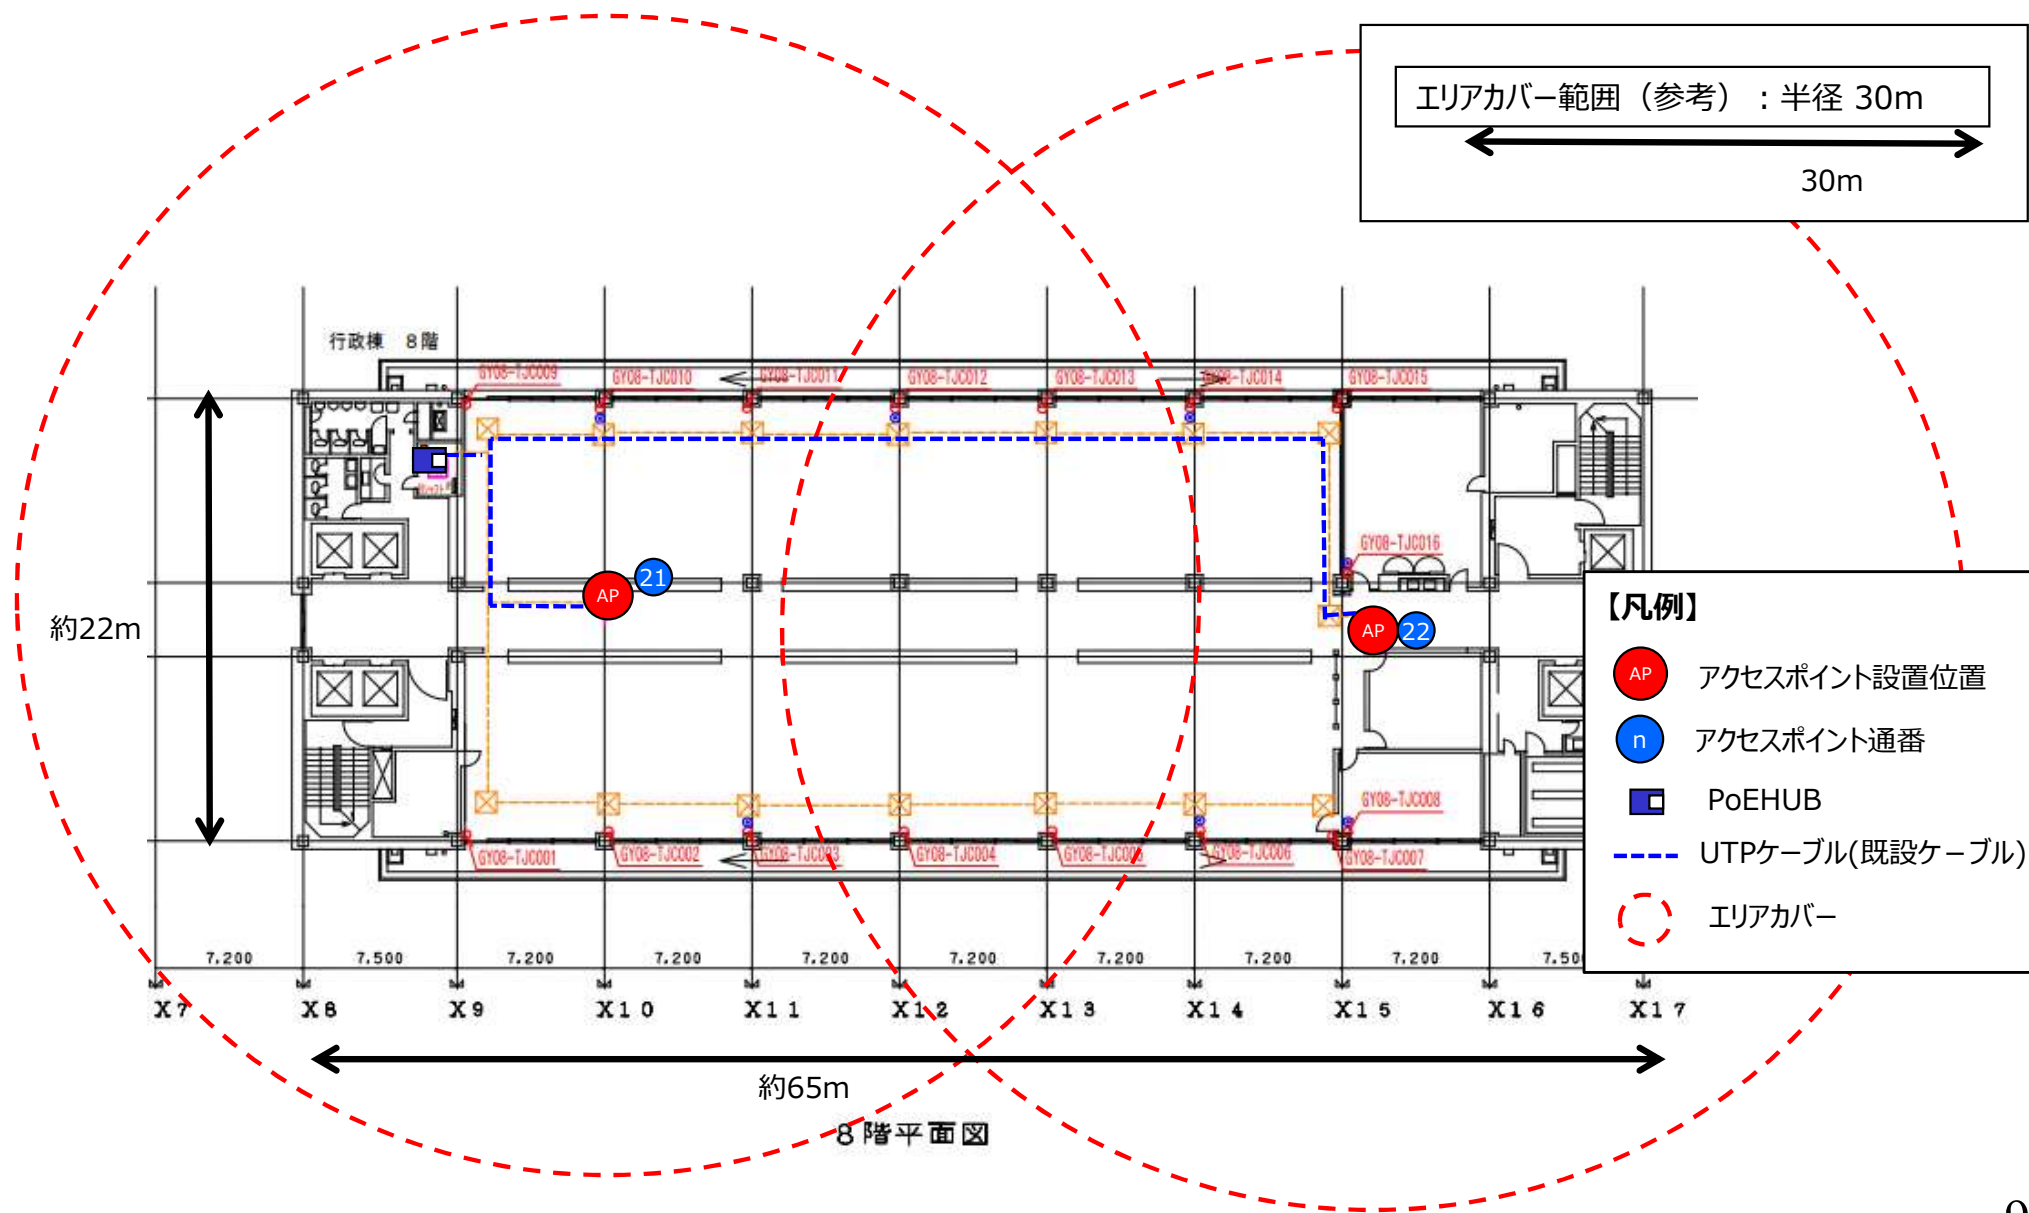 エリアカバー範囲（参考）：半径 30m
30m
行政棟　8階
GY08-TJC009
GY08-TJC010
GY08-TJC011
GY08-TJC012
GY08-TJC013
GY08-TJC014
GY08-TJC015
GY08-TJC016
AP
21
AP
22
約22m
GY08-TJC001
GY08-TJC002
GY08-TJC003
GY08-TJC004
GY08-TJC005
GY08-TJC006
GY08-TJC007
GY08-TJC008
【凡例】
AP アクセスポイント設置位置
n アクセスポイント通番
PoEHUB
UTPケーブル(既設ケーブル)
エリアカバー
7,200 7,500 7,200 7,200 7,200 7,200 7,200 7,200 7,200
X7 X8 X9 X10 X11 X12 X13 X14 X15 X16 X17
約65m
8階平面図